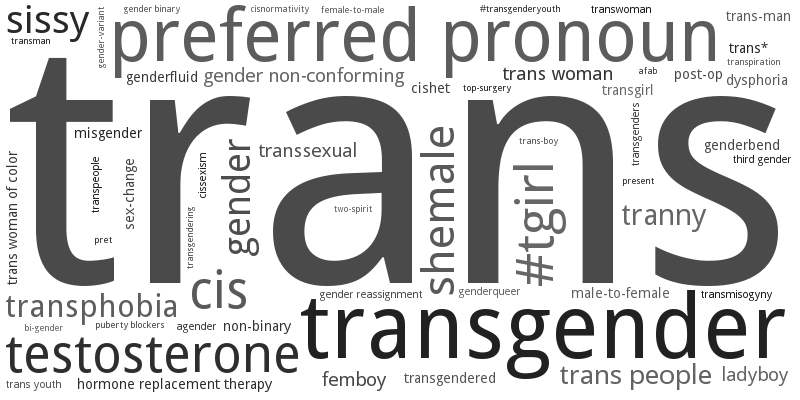 sissy
transman
gender-variant
gender binary
cisnormativity
female-to-male
#transgenderyouth
transwoman
trans-man
preferred pronoun
trans*
transpiration
genderfluid
gender non-conforming
cishet
trans woman
top-surgery
afab
post-op
dysphoria
transgirl
trans
misgender
transsexual
trans-boy
transgenders
genderbend
third gender
trans woman of color
transpeople
sex-change
cissexism
gender
shemale
#tgirl
present
two-spirit
tranny
pret
transgendering
cis
transphobia
gender reassignment
genderqueer
male-to-female
transmisogyny
bi-gender
puberty blockers
agender
non-binary
transgender
testosterone
trans youth
hormone replacement therapy
femboy
transgendered
trans people
ladyboy